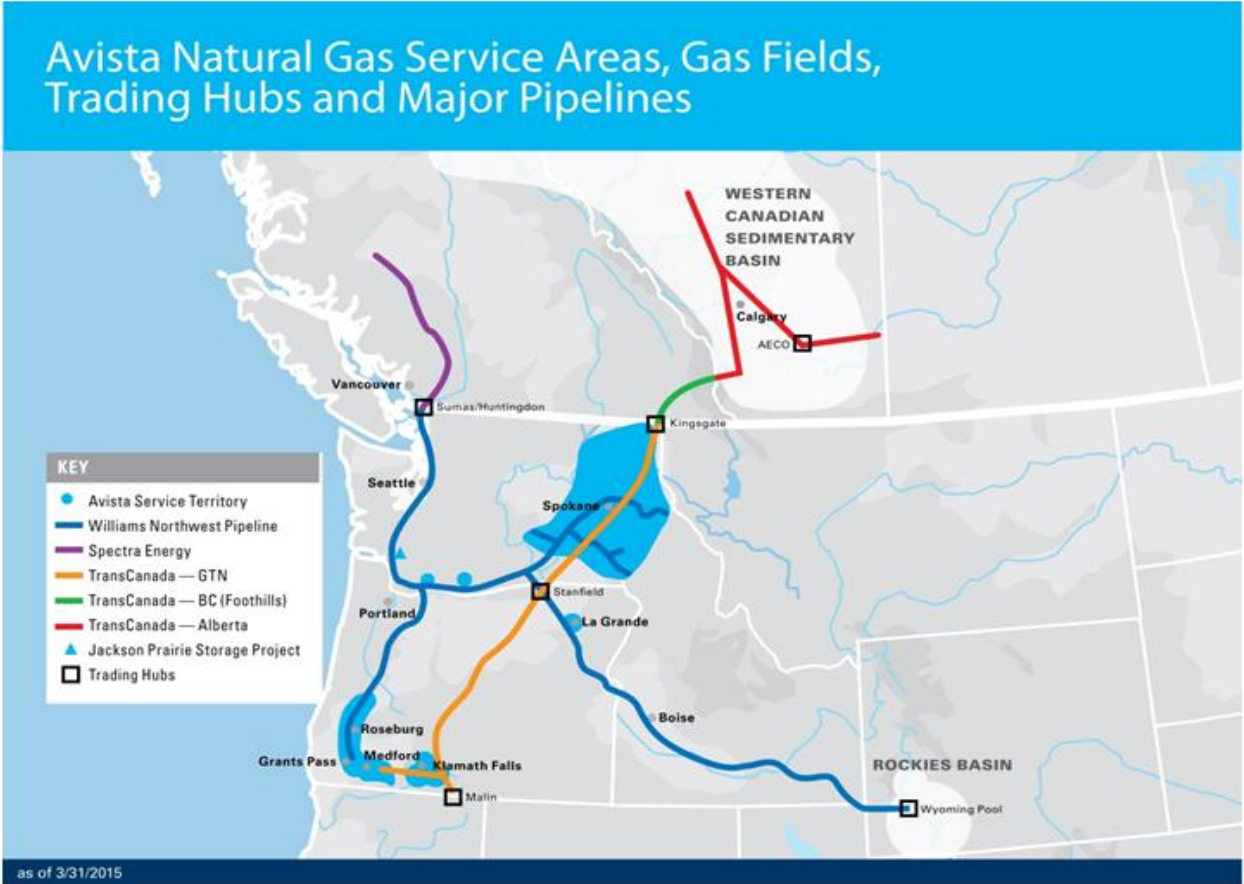 Avista Natural Gas Service Areas, Gas Fields,
Trading Hubs and Major Pipelines
WESTERN
CANADIAN
SEDIMENTARY
BASIN
Calgary
AECO
Vancouver
Sumas/Huntingdon
Kingsgate
KEY
Avista Service Territory
Williams Northwest Pipeline
Spectra Energy
TransCanada — GTN
TransCanada — BC (Foothills)
TransCanada — Alberta
Jackson Prairie Storage Project
Trading Hubs
Seattle
Spokane
Stanfield
Portland
La Grande
Boise
Roseburg
Grants Pass
Medford
Klamath Falls
Malin
ROCKIES BASIN
Wyoming Pool
as of 3/31/2015